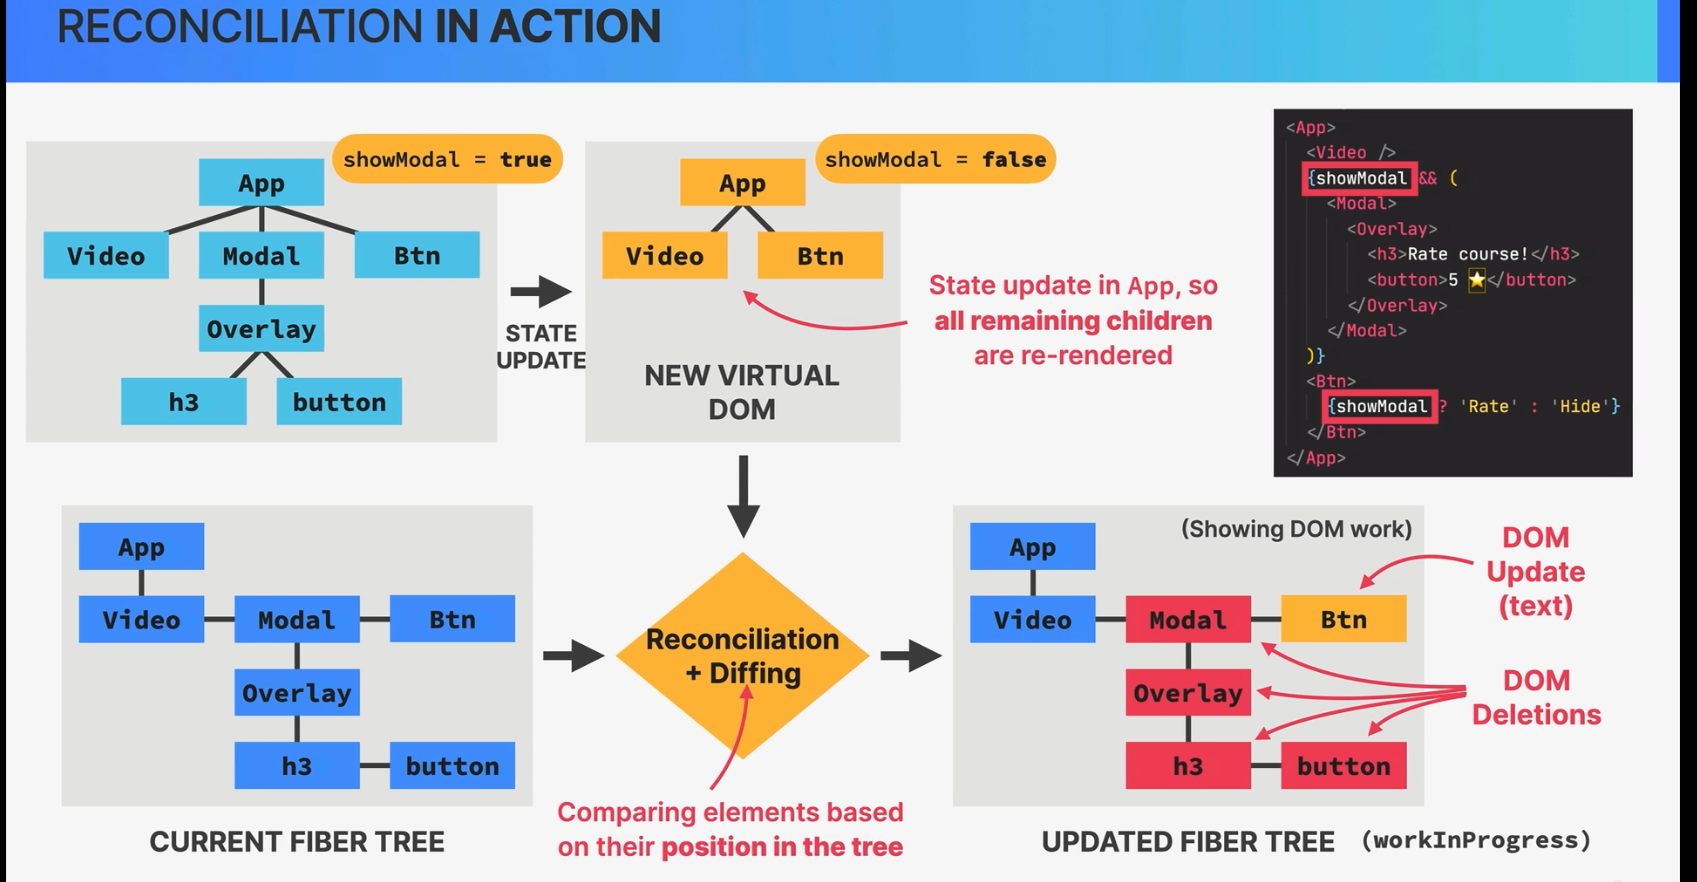 RECONCILIATION IN ACTION
showModal = true
App
Video
Modal
Btn
Overlay
h3
button
STATE
UPDATE
showModal = false
App
Video
Btn
NEW VIRTUAL
DOM
State update in App, so
all remaining children
are re-rendered
<App>
<Video />
{showModal && (
<Modal>
<Overlay>
<h3>Rate course!</h3>
<button>5 ⭐</button>
</Overlay>
</Modal>
)}
<Btn>
{showModal ? 'Rate' : 'Hide'}
</Btn>
</App>
App
Video
Modal
Btn
Overlay
h3
button
CURRENT FIBER TREE
Reconciliation
+ Diffing
Comparing elements based
on their position in the tree
(Showing DOM work)
App
Video
Modal
Btn
Overlay
h3
button
DOM
Update
(text)
DOM
Deletions
UPDATED FIBER TREE (workInProgress)